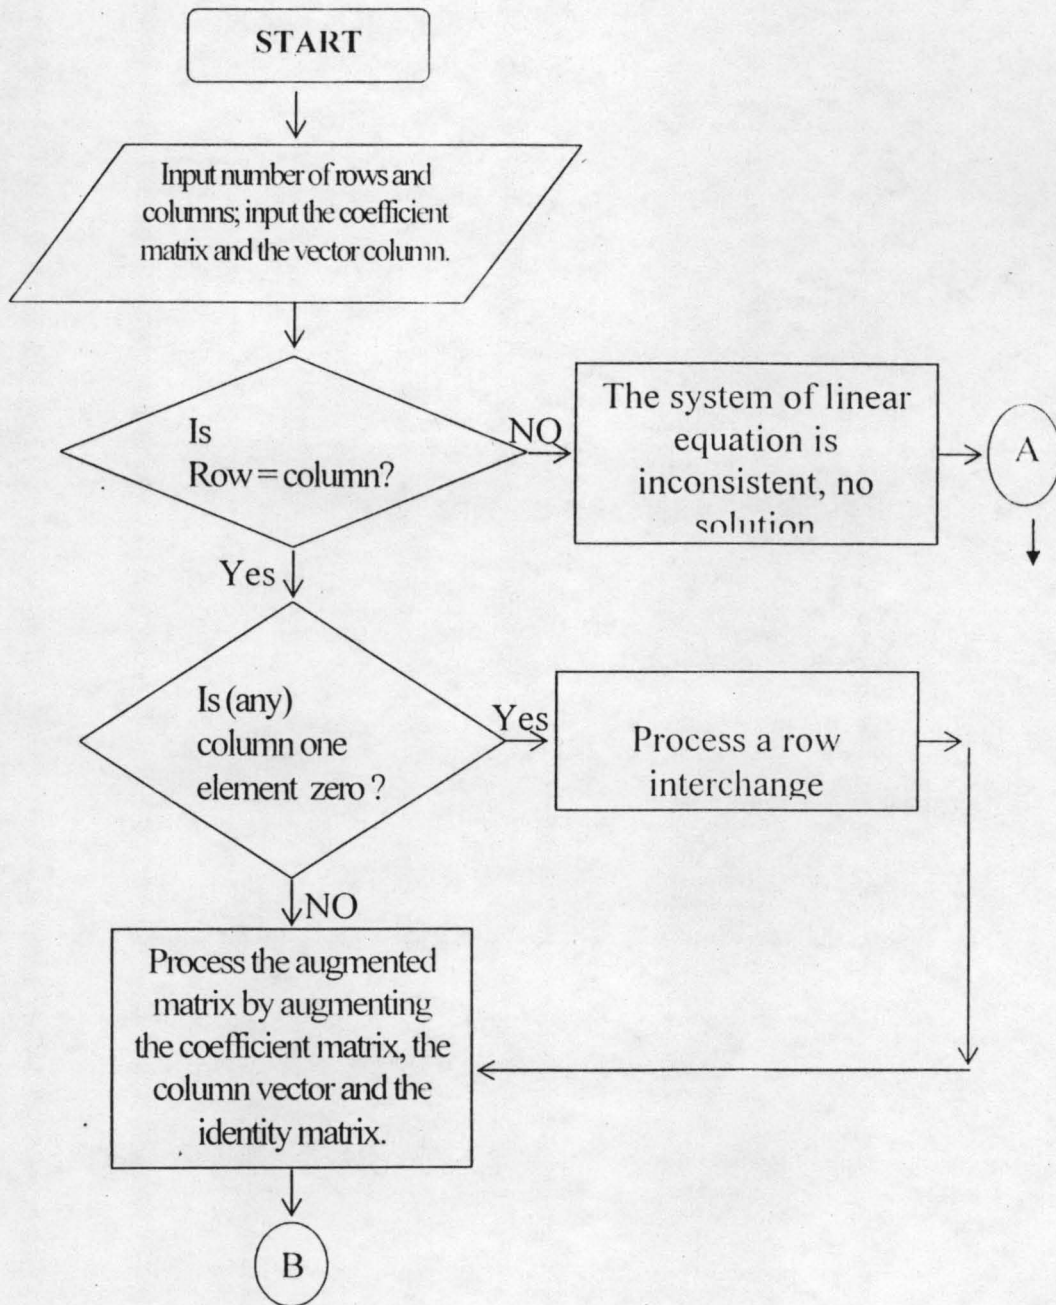 START
Input number of rows and
columns; input the coefficient
matrix and the vector column.
Is
Row = column?
NO
The system of linear
equation is
inconsistent, no
solution
A
Yes
Is (any)
column one
element zero ?
Yes
Process a row
interchange
NO
Process the augmented
matrix by augmenting
the coefficient matrix, the
column vector and the
identity matrix.
B